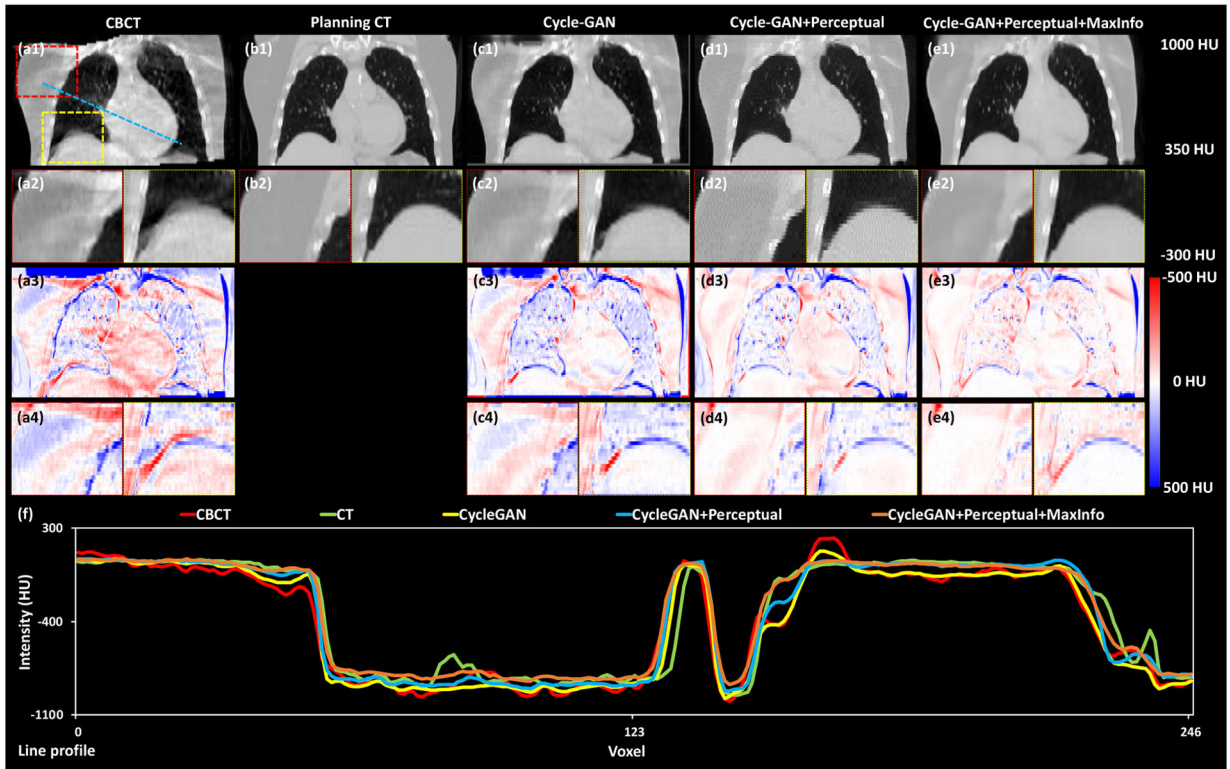 CBCT
Planning CT
Cycle-GAN
Cycle-GAN+Perceptual
Cycle-GAN+Perceptual+MaxInfo
(a1)
(b1)
(c1)
(d1)
(e1)
1000 HU
350 HU
-300 HU
(a2)
(b2)
(c2)
(d2)
(e2)
(a3)
(c3)
(d3)
(e3)
-500 HU
0 HU
500 HU
(a4)
(c4)
(d4)
(e4)
(f)
CBCT
CT
CycleGAN
CycleGAN+Perceptual
CycleGAN+Perceptual+MaxInfo
300
-400
-1100
Intensity (HU)
0
123
246
Line profile
Voxel